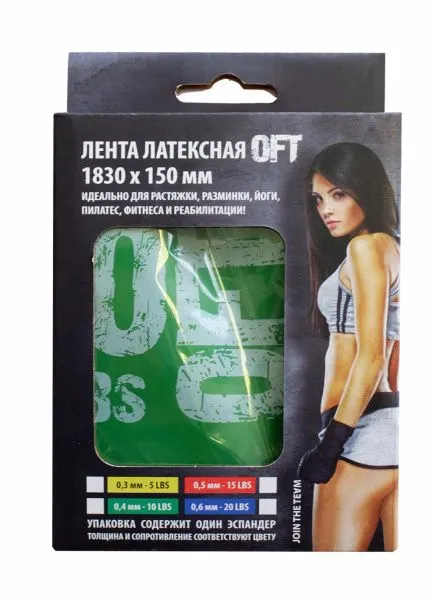 ЛЕНТА ЛАТЕКСНАЯ OFT
1830 x 150 мм
ИДЕАЛЬНО ДЛЯ РАСТЯЖКИ, РАЗМИНКИ, ЙОГИ,
ПИЛАТЕС, ФИТНЕСА И РЕАБИЛИТАЦИИ!
BS
0,3 мм - 5 LBS
0,5 мм - 15 LBS
0,4 мм - 10 LBS
0,6 мм - 20 LBS
УПАКОВКА СОДЕРЖИТ ОДИН ЭСПАНДЕР
ТОЛЩИНА И СОПРОТИВЛЕНИЕ СООТВЕТСТВУЮТ ЦВЕТУ
JOIN THE TEAM